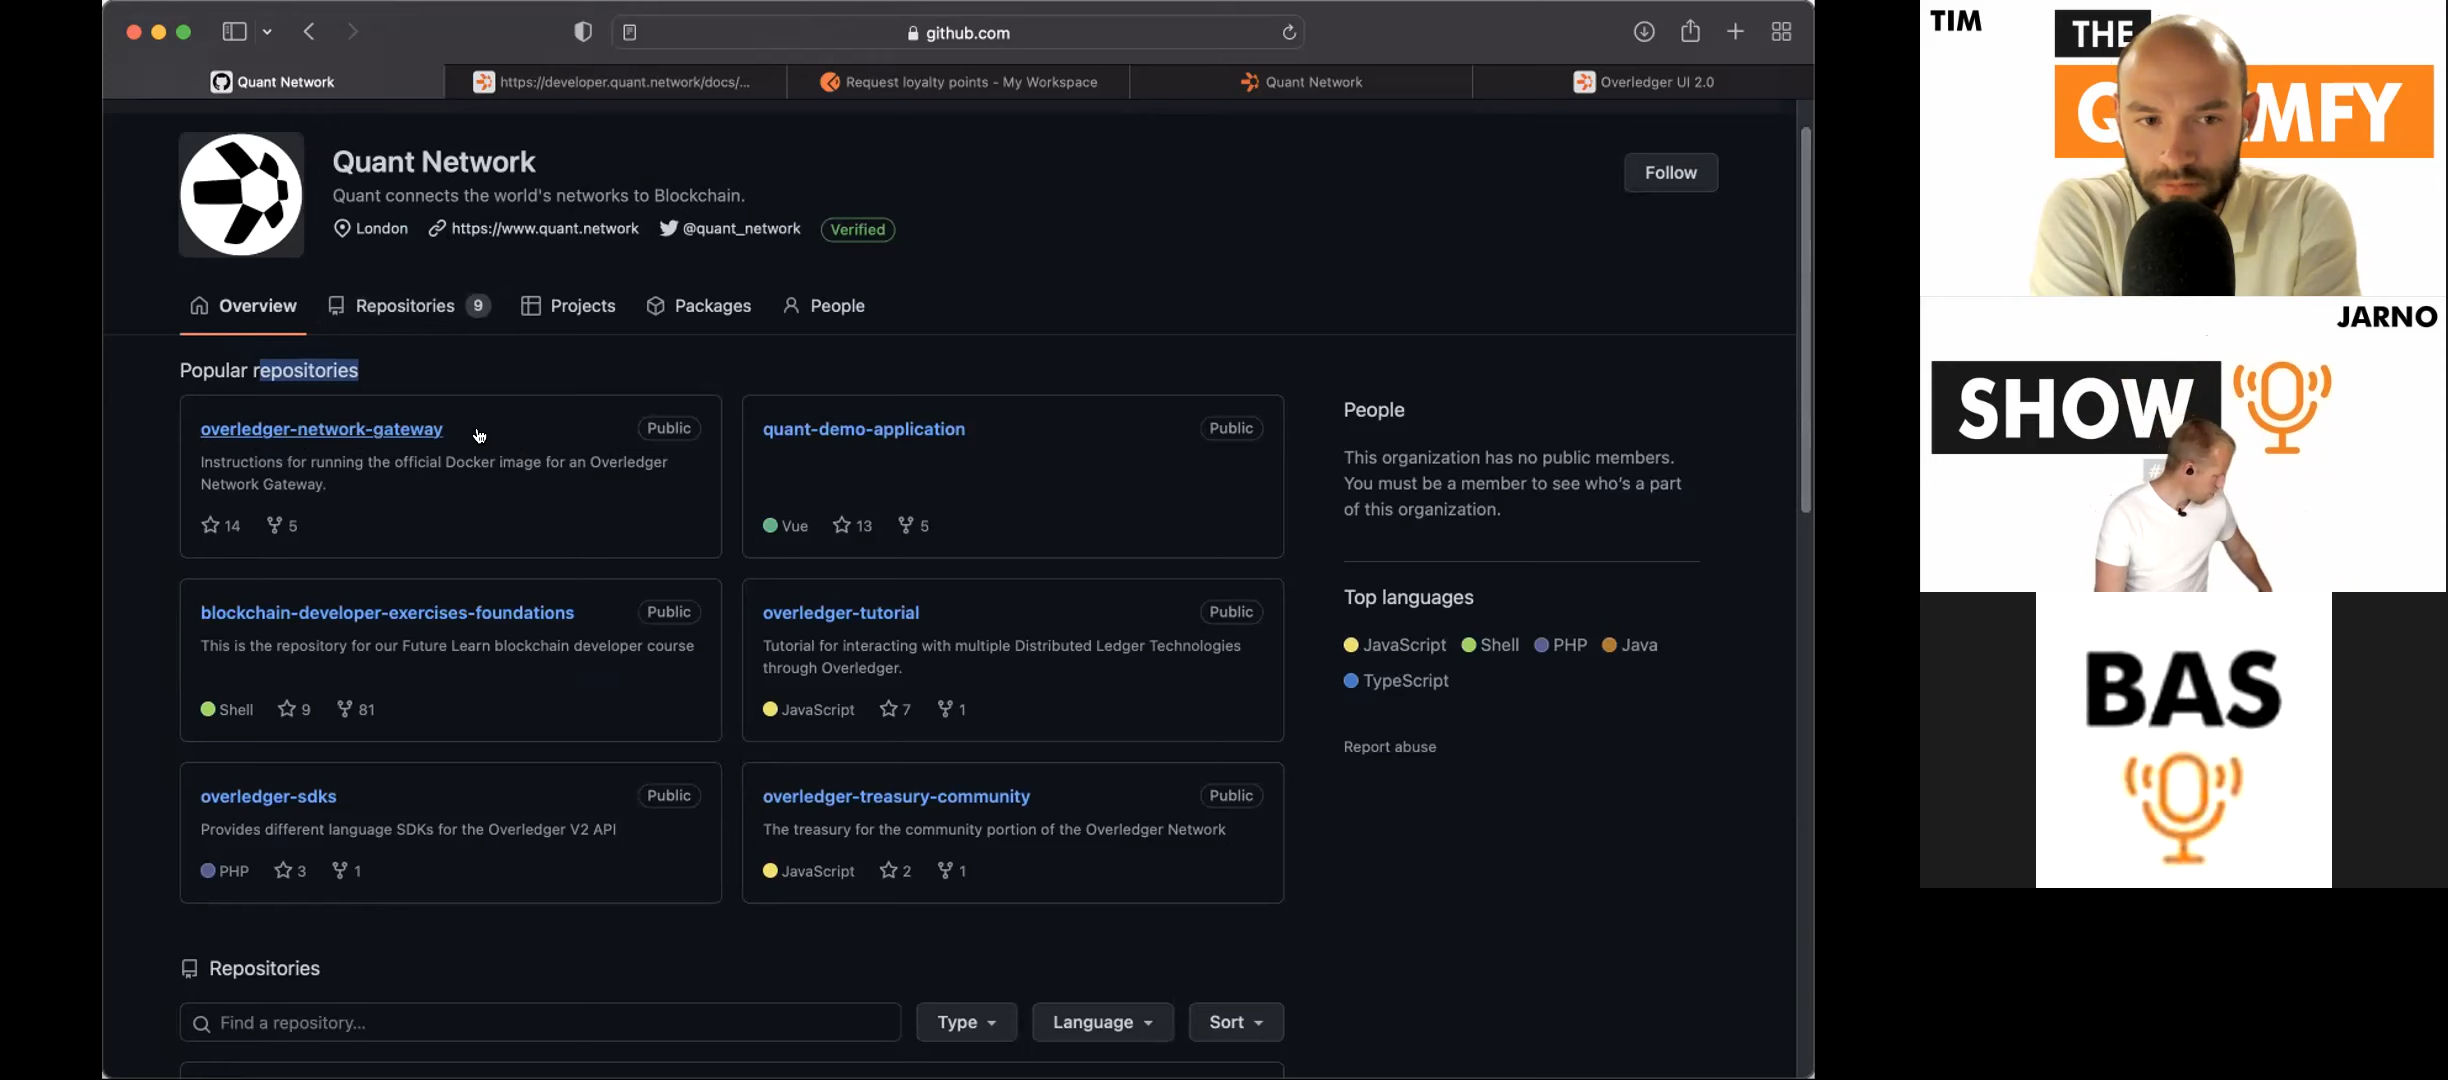 github.com
Quant Network
https://developer.quant.network/docs/...
Request loyalty points - My Workspace
Quant Network
Overledger UI 2.0
Quant Network
Quant connects the world's networks to Blockchain.
London
https://www.quant.network
@quant_network
Verified
Follow
Overview
Repositories 9
Projects
Packages
People
Popular repositories
overledger-network-gateway
Public
Instructions for running the official Docker image for an Overledger
Network Gateway.
14
5
quant-demo-application
Public
Vue
13
5
blockchain-developer-exercises-foundations
Public
This is the repository for our Future Learn blockchain developer course
Shell
9
81
overledger-tutorial
Public
Tutorial for interacting with multiple Distributed Ledger Technologies
through Overledger.
JavaScript
7
1
overledger-sdks
Public
Provides different language SDKs for the Overledger V2 API
PHP
3
1
overledger-treasury-community
Public
The treasury for the community portion of the Overledger Network
JavaScript
2
1
People
This organization has no public members.
You must be a member to see who's a part
of this organization.
Top languages
JavaScript
Shell
PHP
Java
TypeScript
Report abuse
Repositories
Find a repository...
Type
Language
Sort
TIM
THE
MFY
JARNO
SHOW
#
BAS